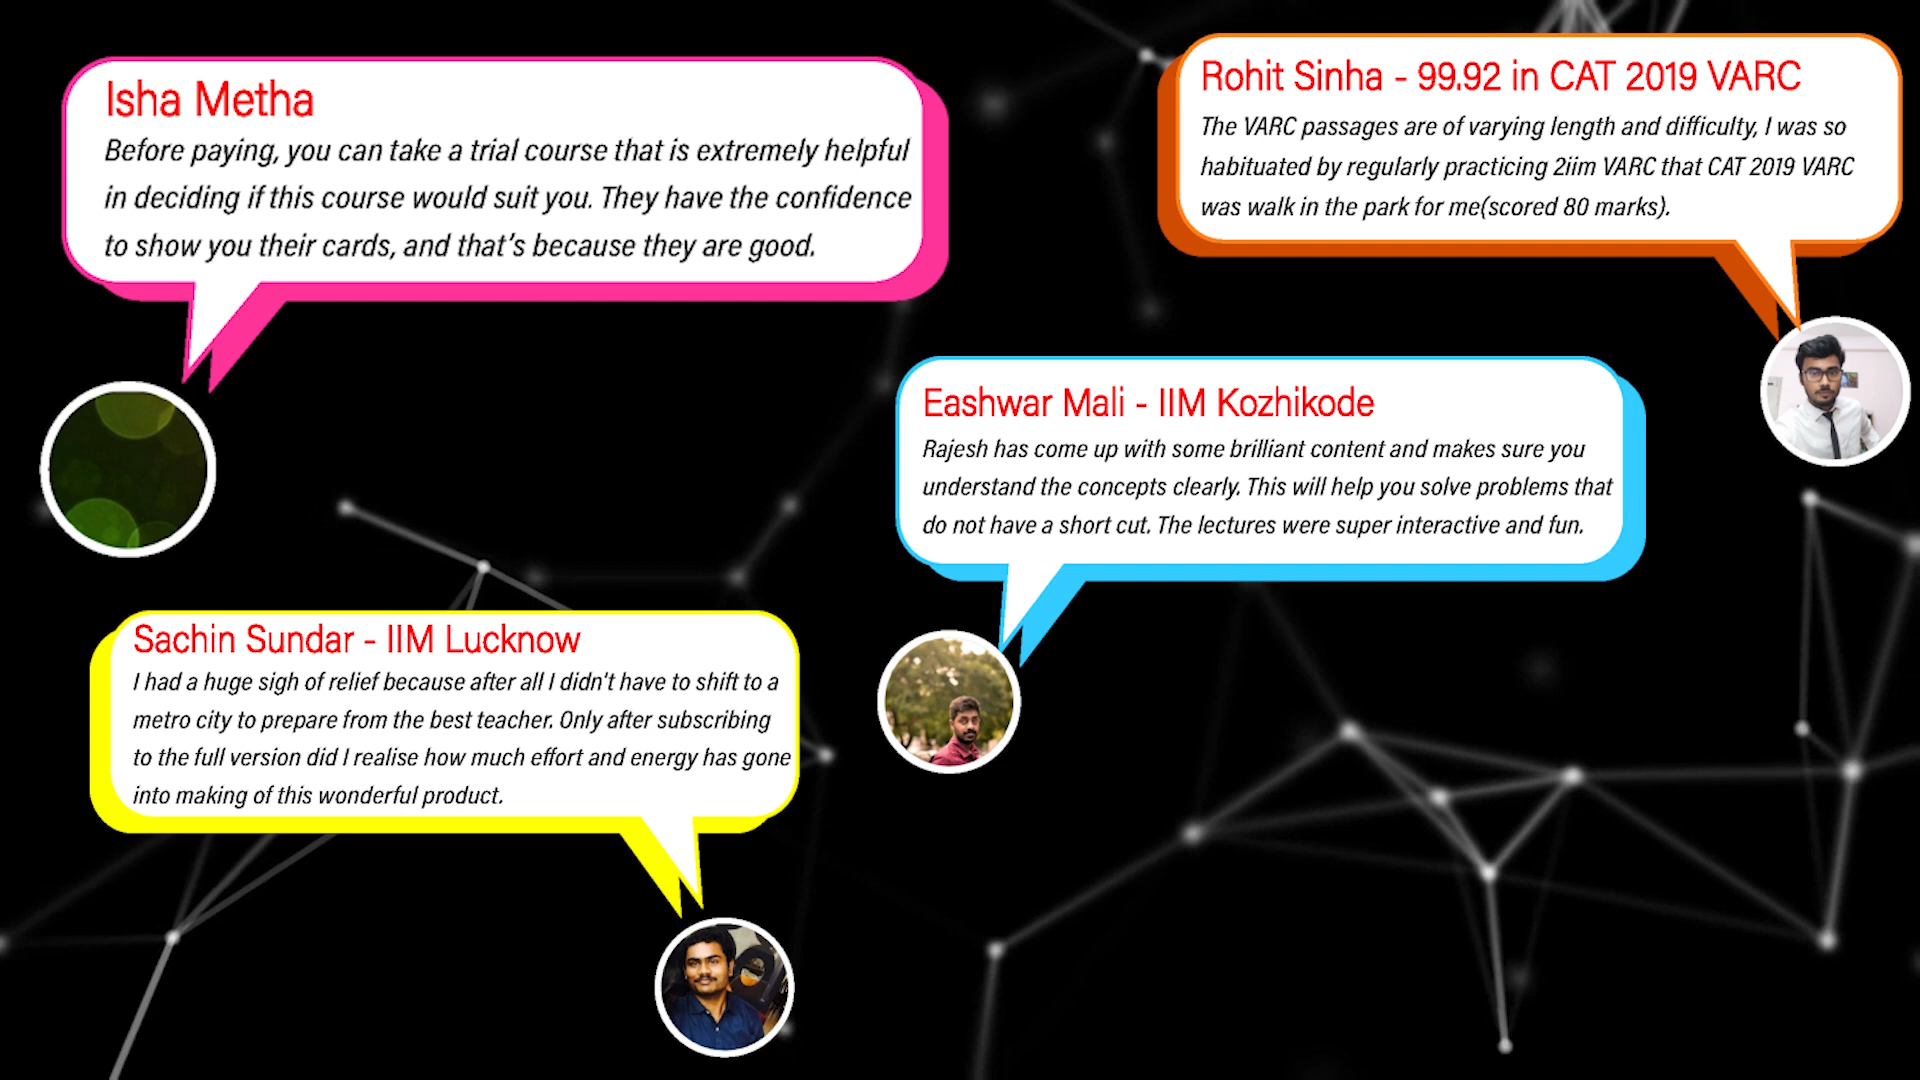 Isha Metha
Before paying, you can take a trial course that is extremely helpful
in deciding if this course would suit you. They have the confidence
to show you their cards, and that's because they are good.
Rohit Sinha - 99.92 in CAT 2019 VARC
The VARC passages are of varying length and difficulty, I was so
habituated by regularly practicing 2iim VARC that CAT 2019 VARC
was walk in the park for me(scored 80 marks).
Eashwar Mali - IIM Kozhikode
Rajesh has come up with some brilliant content and makes sure you
understand the concepts clearly. This will help you solve problems that
do not have a short cut. The lectures were super interactive and fun.
Sachin Sundar - IIM Lucknow
I had a huge sigh of relief because after all I didn't have to shift to a
metro city to prepare from the best teacher. Only after subscribing
to the full version did I realise how much effort and energy has gone
into making of this wonderful product.